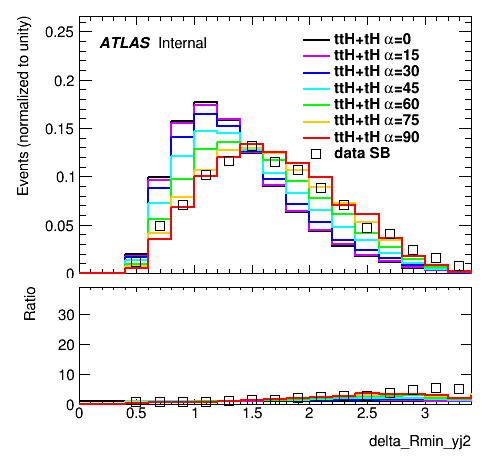 Events (normalized to unity)
0.25
0.2
0.15
0.1
0.05
0
ATLAS Internal
ttH+tH α=0
ttH+tH α=15
ttH+tH α=30
ttH+tH α=45
ttH+tH α=60
ttH+tH α=75
ttH+tH α=90
data SB
Ratio
30
20
10
0
0 0.5 1 1.5 2 2.5 3
delta_Rmin_yj2